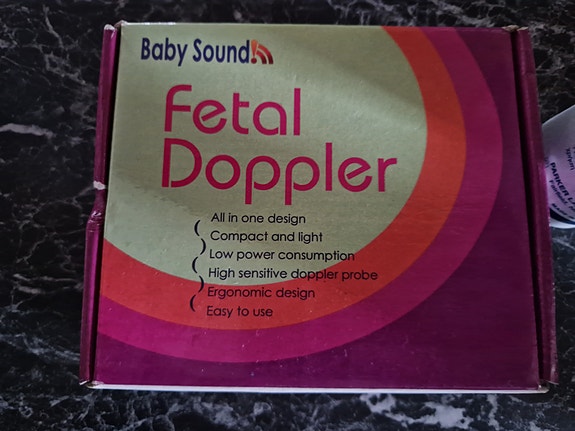 Baby Sound!
Fetal
Doppler
All in one design
Compact and light
Low power consumption
High sensitive doppler probe
Ergonomic design
Easy to use
PARKER